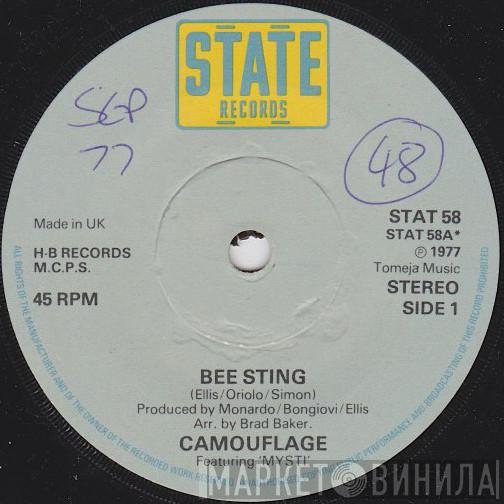 STATE
RECORDS
SEP
77
48
Made in UK
H-B RECORDS
M.C.P.S.
45 RPM
STAT 58
STAT 58A*
℗ 1977
Tomeja Music
STEREO
SIDE 1
BEE STING
(Ellis/Oriolo/Simon)
Produced by Monardo/Bongiovi/Ellis
Arr. by Brad Baker.
CAMOUFLAGE
Featuring 'MYSTI'
ALL RIGHTS OF THE MANUFACTURER AND OF THE OWNER OF THE RECORDED WORK RESERVED
PUBLIC PERFORMANCE AND BROADCASTING OF THIS RECORD PROHIBITED
МАРКЕТ ВИНИЛА